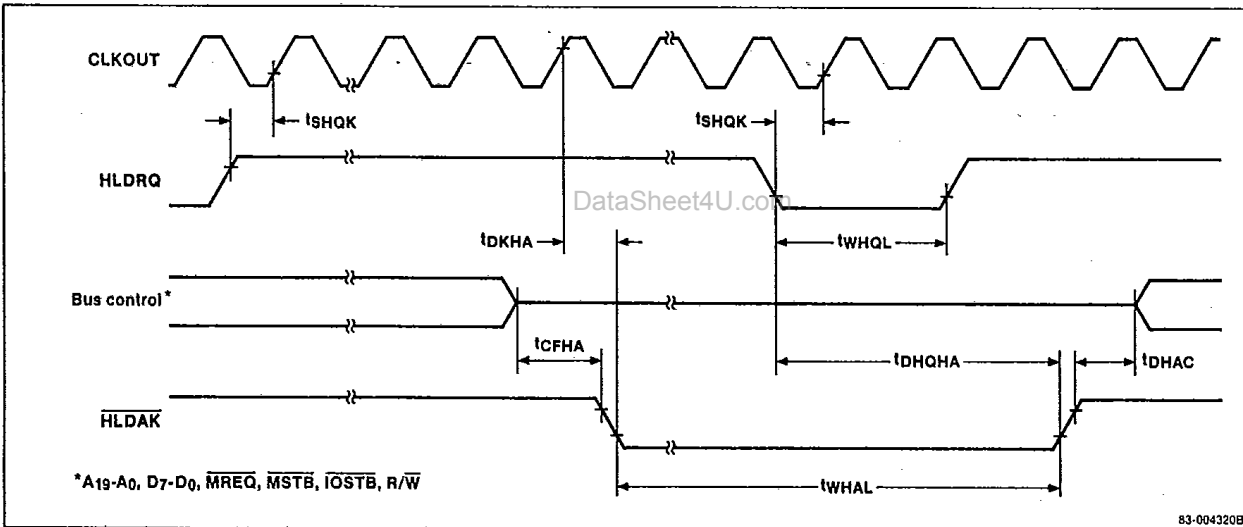 CLKOUT
tSHQK
tSHQK
HLDRQ
DataSheet4U.com
tDKHA
tWHQL
Bus control*
tCFHA
tDHQHA
tDHAC
HLDAK
*A19-A0, D7-D0, MREQ, MSTB, IOSTB, R/W
tWHAL
83-004320B